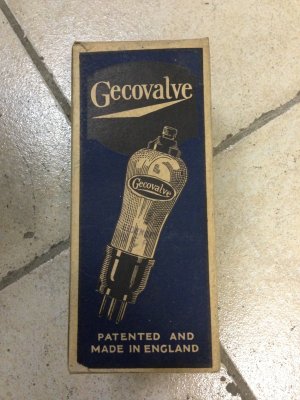 Gecovalve
Gecovalve
PATENTED AND
MADE IN ENGLAND